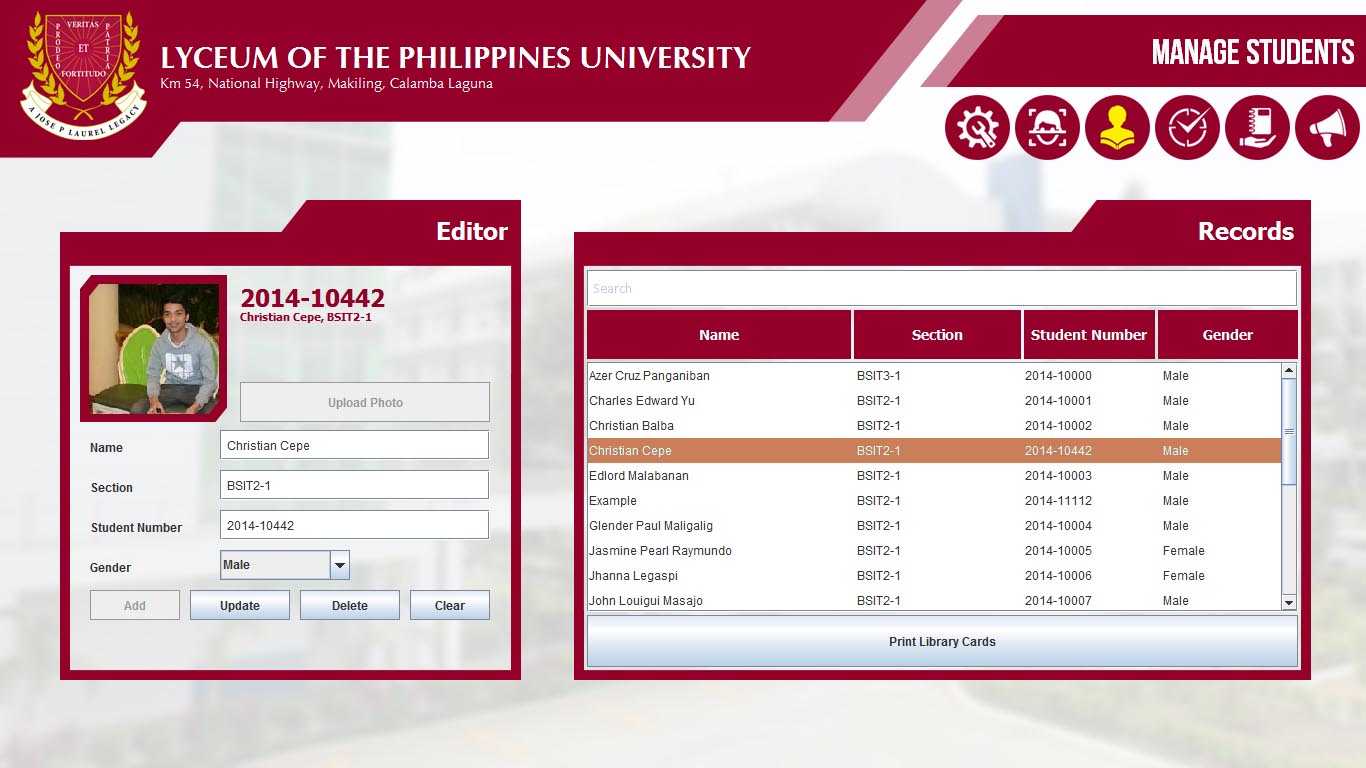 VERITAS
PRO DEO
ET
PATRIA
FORTITUDO
A JOSE P LAUREL LEGACY
LYCEUM OF THE PHILIPPINES UNIVERSITY
Km 54, National Highway, Makiling, Calamba Laguna
MANAGE STUDENTS
Editor
2014-10442
Christian Cepe, BSIT2-1
Upload Photo
Name Christian Cepe
Section BSIT2-1
Student Number 2014-10442
Gender Male
Add Update Delete Clear
Records
Search
Name Section Student Number Gender
Azer Cruz Panganiban BSIT3-1 2014-10000 Male
Charles Edward Yu BSIT2-1 2014-10001 Male
Christian Balba BSIT2-1 2014-10002 Male
Christian Cepe BSIT2-1 2014-10442 Male
Edlord Malabanan BSIT2-1 2014-10003 Male
Example BSIT2-1 2014-11112 Male
Glender Paul Maligalig BSIT2-1 2014-10004 Male
Jasmine Pearl Raymundo BSIT2-1 2014-10005 Female
Jhanna Legaspi BSIT2-1 2014-10006 Female
John Louigui Masajo BSIT2-1 2014-10007 Male
Print Library Cards